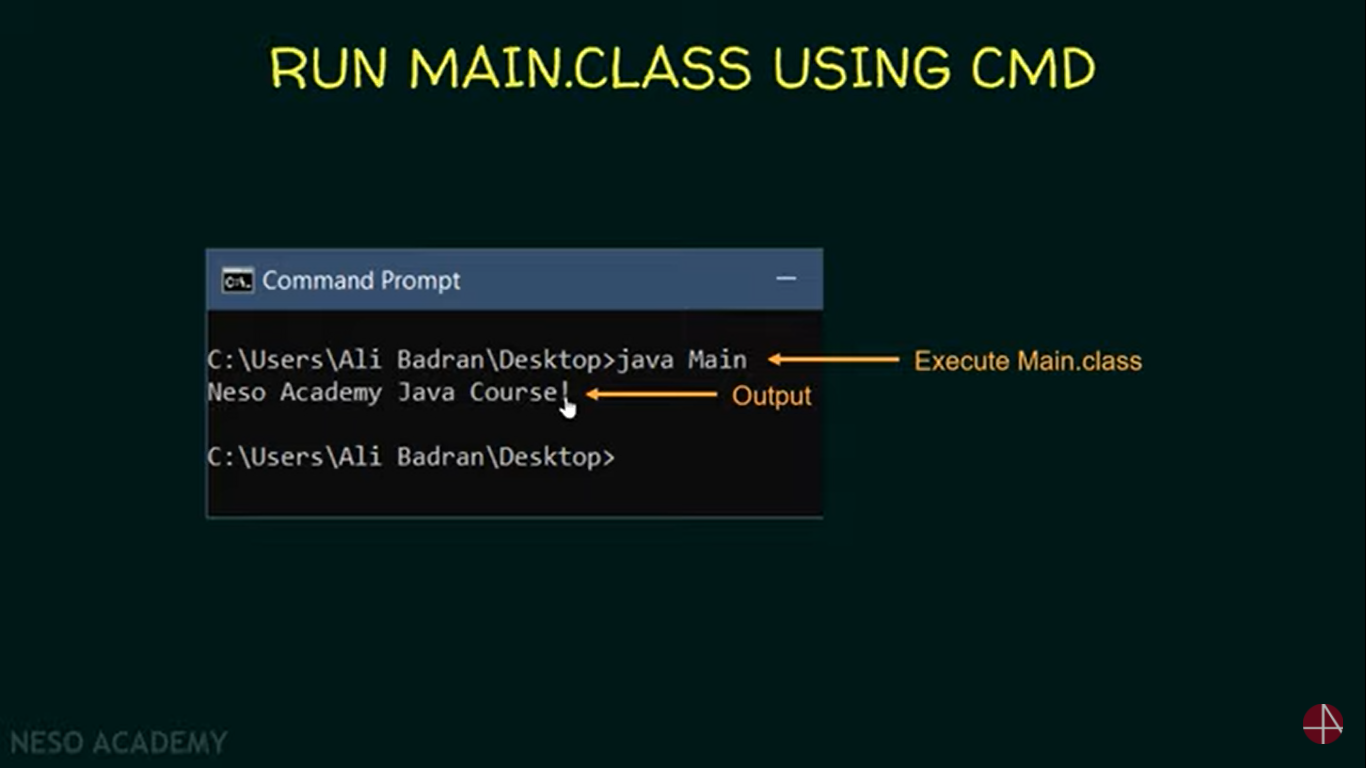 RUN MAIN.CLASS USING CMD
Command Prompt
C:\Users\Ali Badran\Desktop>java Main
Execute Main.class
Neso Academy Java Course!
Output
C:\Users\Ali Badran\Desktop>
NESO ACADEMY